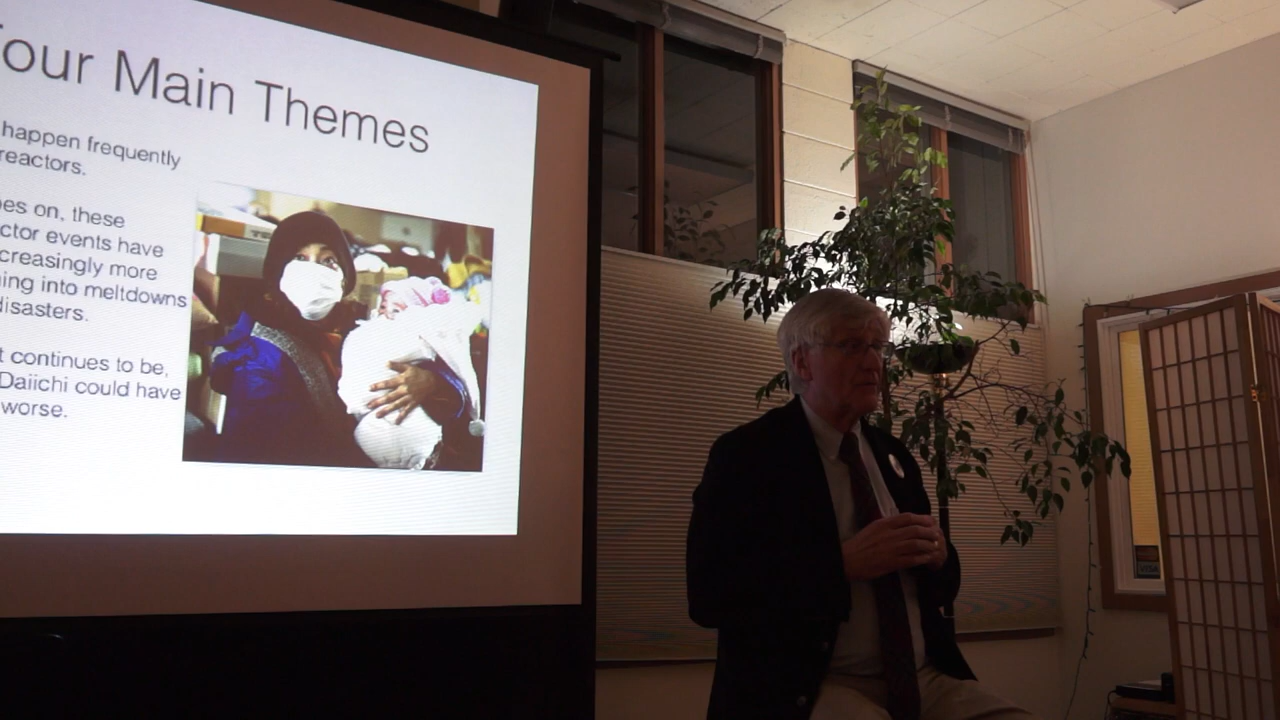 our Main Themes
happen frequently
reactors.
es on, these
ctor events have
creasingly more
ing into meltdowns
disasters.
t continues to be,
Daiichi could have
worse.
VISA